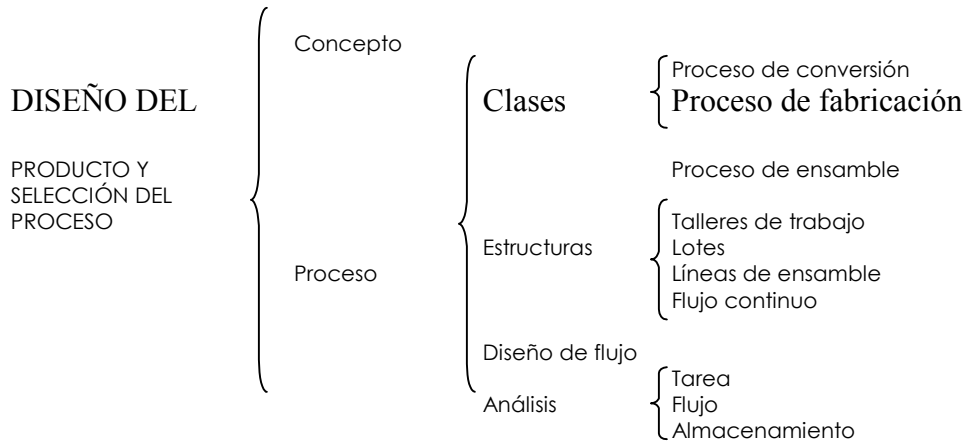 DISEÑO DEL
PRODUCTO Y
SELECCIÓN DEL
PROCESO
Concepto
Proceso
Clases
Proceso de conversión
Proceso de fabricación
Proceso de ensamble
Estructuras
Talleres de trabajo
Lotes
Líneas de ensamble
Flujo continuo
Diseño de flujo
Análisis
Tarea
Flujo
Almacenamiento